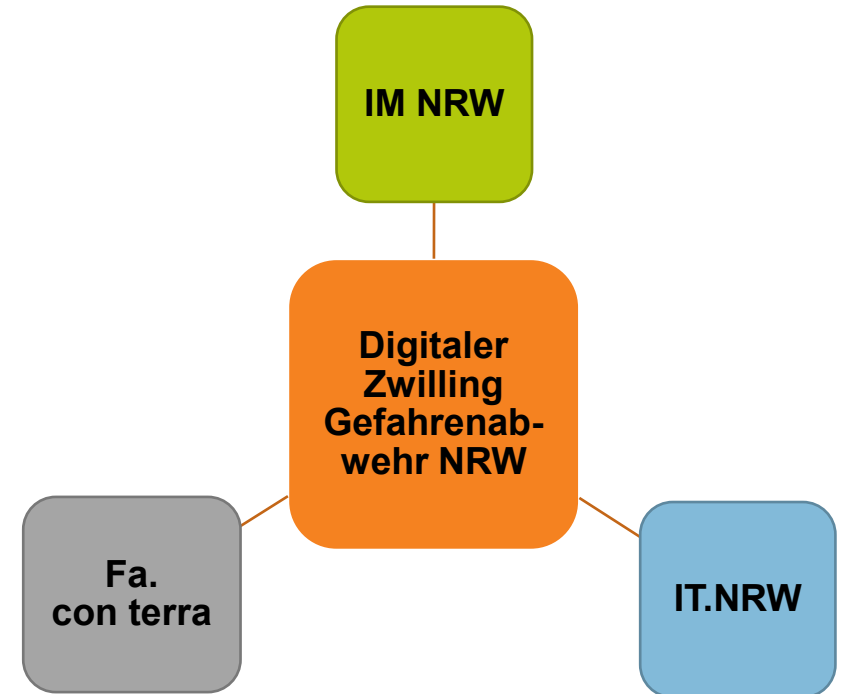 IM NRW
Digitaler
Zwilling
Gefahrenab-
wehr NRW
Fa.
con terra
IT.NRW